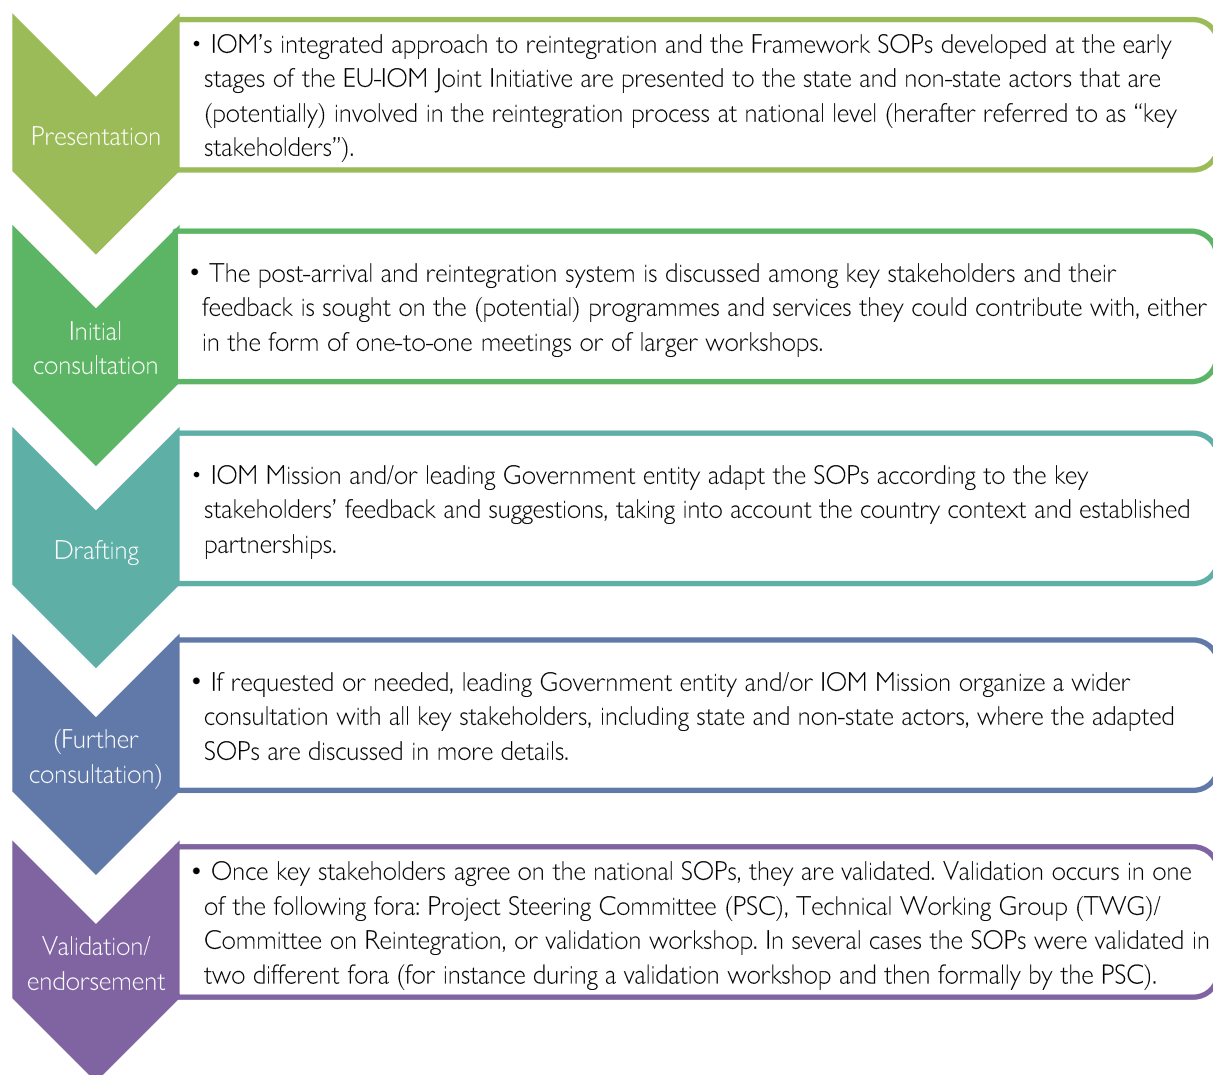 Presentation
• IOM's integrated approach to reintegration and the Framework SOPs developed at the early
stages of the EU-IOM Joint Initiative are presented to the state and non-state actors that are
(potentially) involved in the reintegration process at national level (herafter referred to as “key
stakeholders”).
Initial
consultation
• The post-arrival and reintegration system is discussed among key stakeholders and their
feedback is sought on the (potential) programmes and services they could contribute with, either
in the form of one-to-one meetings or of larger workshops.
Drafting
• IOM Mission and/or leading Government entity adapt the SOPs according to the key
stakeholders’ feedback and suggestions, taking into account the country context and established
partnerships.
(Further
consultation)
• If requested or needed, leading Government entity and/or IOM Mission organize a wider
consultation with all key stakeholders, including state and non-state actors, where the adapted
SOPs are discussed in more details.
Validation/
endorsement
• Once key stakeholders agree on the national SOPs, they are validated. Validation occurs in one
of the following fora: Project Steering Committee (PSC), Technical Working Group (TWG)/
Committee on Reintegration, or validation workshop. In several cases the SOPs were validated in
two different fora (for instance during a validation workshop and then formally by the PSC).